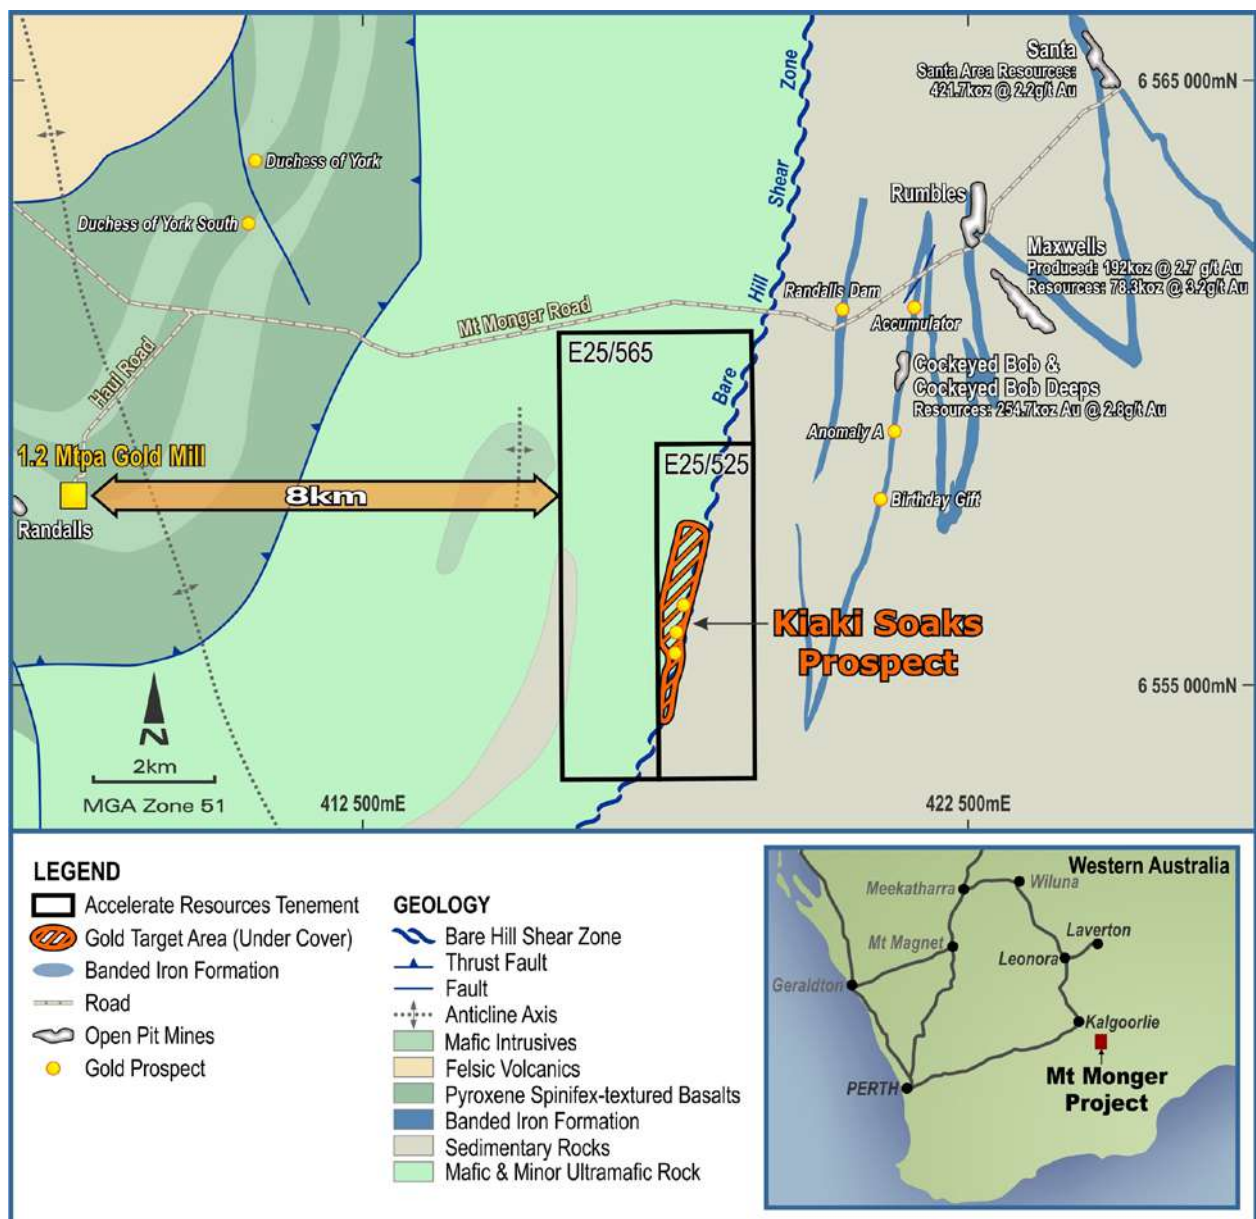 Santa
Santa Area Resources:
421.7koz @ 2.2g/t Au
6 565 000mN
Zone
Shear
Hill
Bare
Duchess of York
Duchess of York South
Rumbles
Maxwells
Produced: 192koz @ 2.7 g/t Au
Resources: 78.3koz @ 3.2g/t Au
Randalls Dam
Accumulator
Mt Monger Road
Haul Road
E25/565
Cockeyed Bob &
Cockeyed Bob Deeps
Resources: 254.7koz Au @ 2.8g/t Au
Anomaly A
E25/525
1.2 Mtpa Gold Mill
8km
Birthday Gift
Randalls
Kiaki Soaks
Prospect
6 555 000mN
N
2km
MGA Zone 51
412 500mE
422 500mE
LEGEND
Accelerate Resources Tenement
Gold Target Area (Under Cover)
Banded Iron Formation
Road
Open Pit Mines
Gold Prospect
GEOLOGY
Bare Hill Shear Zone
Thrust Fault
Fault
Anticline Axis
Mafic Intrusives
Felsic Volcanics
Pyroxene Spinifex-textured Basalts
Banded Iron Formation
Sedimentary Rocks
Mafic & Minor Ultramafic Rock
Western Australia
Meekatharra
Wiluna
Mt Magnet
Laverton
Leonora
Geraldton
Kalgoorlie
PERTH
Mt Monger
Project